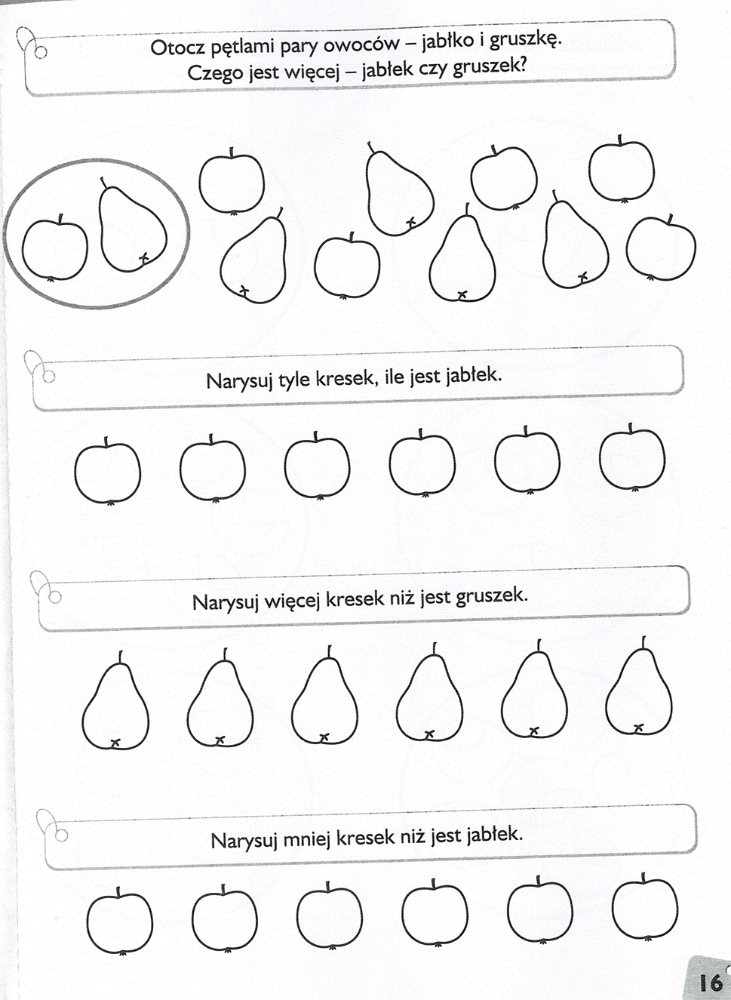 Otocz pętlami pary owoców – jabłko i gruszkę.
Czego jest więcej – jabłek czy gruszek?
Narysuj tyle kresek, ile jest jabłek.
Narysuj więcej kresek niż jest gruszek.
Narysuj mniej kresek niż jest jabłek.
16